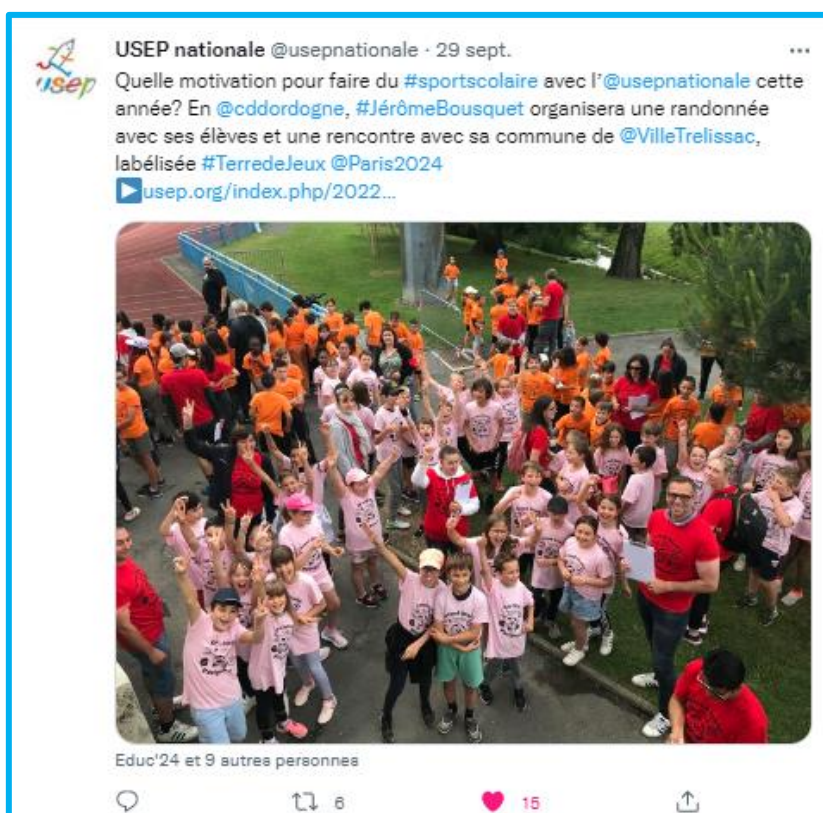 USEP nationale @usepnationale · 29 sept.
usep
Quelle motivation pour faire du #sportscolaire avec l'@usepnationale cette
année? En @cddordogne, #JérômeBousquet organisera une randonnée
avec ses élèves et une rencontre avec sa commune de @VilleTrelissac,
labélisée #TerredeJeux @Paris2024
usep.org/index.php/2022...
Educ'24 et 9 autres personnes
6
15